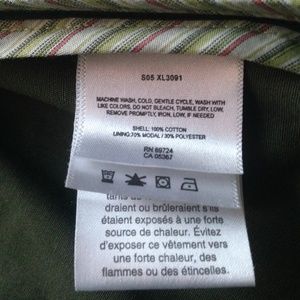 S05 XL3091
MACHINE WASH, COLD, GENTLE CYCLE, WASH WITH
LIKE COLORS, DO NOT BLEACH, TUMBLE DRY, LOW,
REMOVE PROMPTLY, IRON, LOW, IF NEEDED
SHELL: 100% COTTON
LINING: 70% MODAL / 30% POLYESTER
RN 69724
CA 05367
draient ou brûleraient s'ils
étaient exposés à une forte
source de chaleur. Évitez
d'exposer ce vêtement vers
une forte chaleur, des
flammes ou des étincelles.